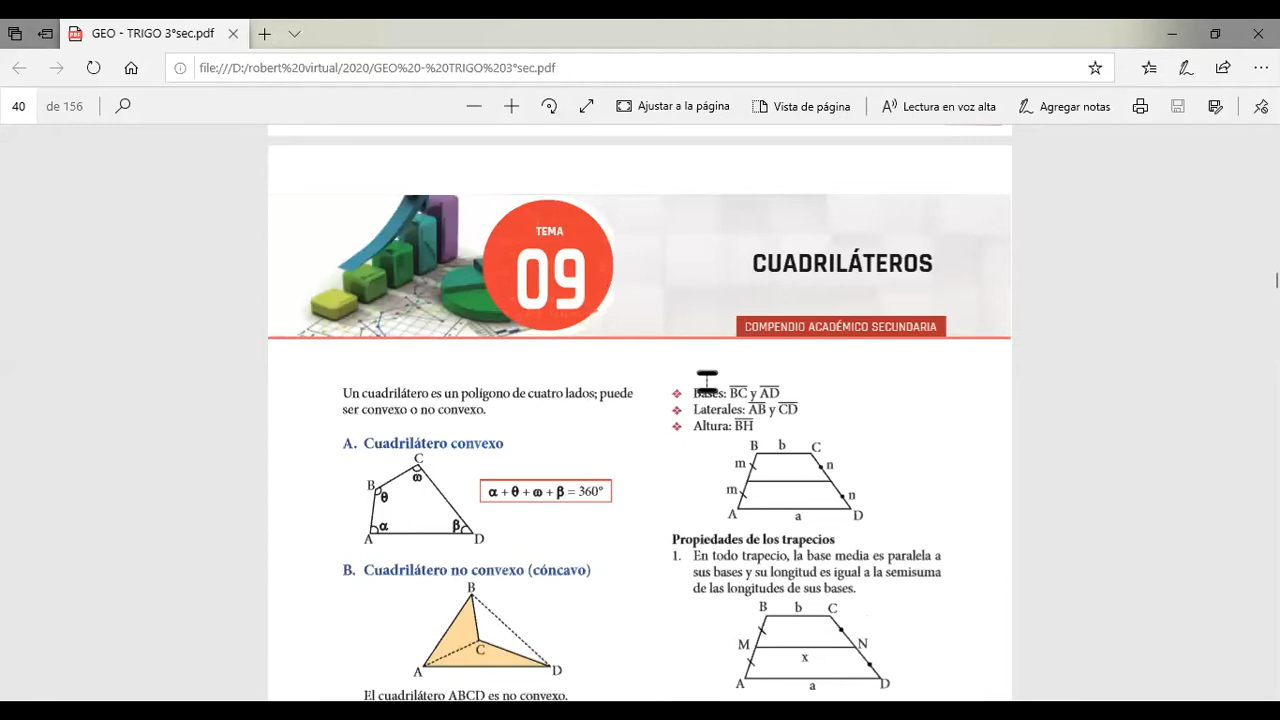 GEO - TRIGO 3°sec.pdf
file:///D:/robert%20virtual/2020/GEO%20-%20TRIGO%203°sec.pdf
40 de 156
Ajustar a la página
Vista de página
Lectura en voz alta
Agregar notas
TEMA
09
CUADRILÁTEROS
COMPENDIO ACADÉMICO SECUNDARIA
Un cuadrilátero es un polígono de cuatro lados; puede
ser convexo o no convexo.
A. Cuadrilátero convexo
C
ω
B
θ
α
β
A
D
α + θ + ω + β = 360°
B. Cuadrilátero no convexo (cóncavo)
B
C
A
D
El cuadrilátero ABCD es no convexo.
Bases: BC y AD
Laterales: AB y CD
Altura: BH
B b C
m n
m n
A a D
Propiedades de los trapecios
1. En todo trapecio, la base media es paralela a
sus bases y su longitud es igual a la semisuma
de las longitudes de sus bases.
B b C
M N
x
A a D